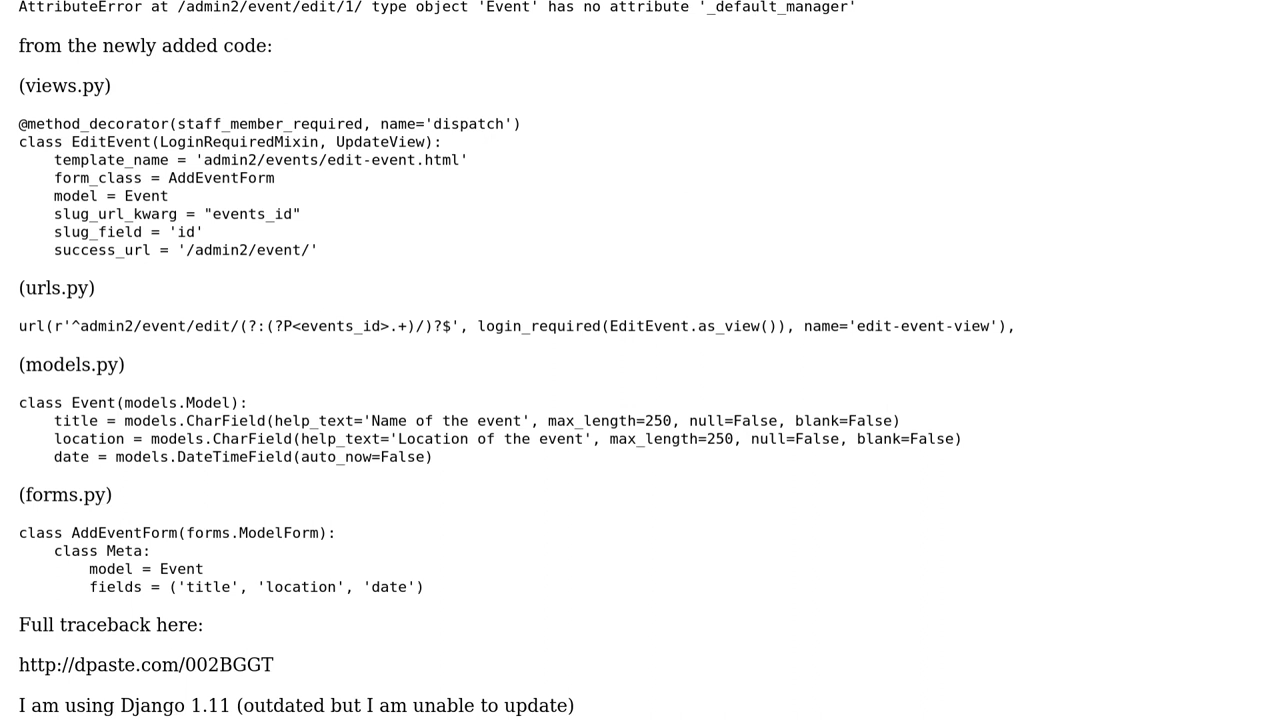 AttributeError at /admin2/event/edit/1/ type object 'Event' has no attribute '_default_manager'
from the newly added code:
(views.py)
@method_decorator(staff_member_required, name='dispatch')
class EditEvent(LoginRequiredMixin, UpdateView):
    template_name = 'admin2/events/edit-event.html'
    form_class = AddEventForm
    model = Event
    slug_url_kwarg = "events_id"
    slug_field = 'id'
    success_url = '/admin2/event/'
(urls.py)
url(r'^admin2/event/edit/(?:(?P<events_id>.+)/)?$', login_required(EditEvent.as_view()), name='edit-event-view'),
(models.py)
class Event(models.Model):
    title = models.CharField(help_text='Name of the event', max_length=250, null=False, blank=False)
    location = models.CharField(help_text='Location of the event', max_length=250, null=False, blank=False)
    date = models.DateTimeField(auto_now=False)
(forms.py)
class AddEventForm(forms.ModelForm):
    class Meta:
        model = Event
        fields = ('title', 'location', 'date')
Full traceback here:
http://dpaste.com/002BGGT
I am using Django 1.11 (outdated but I am unable to update)